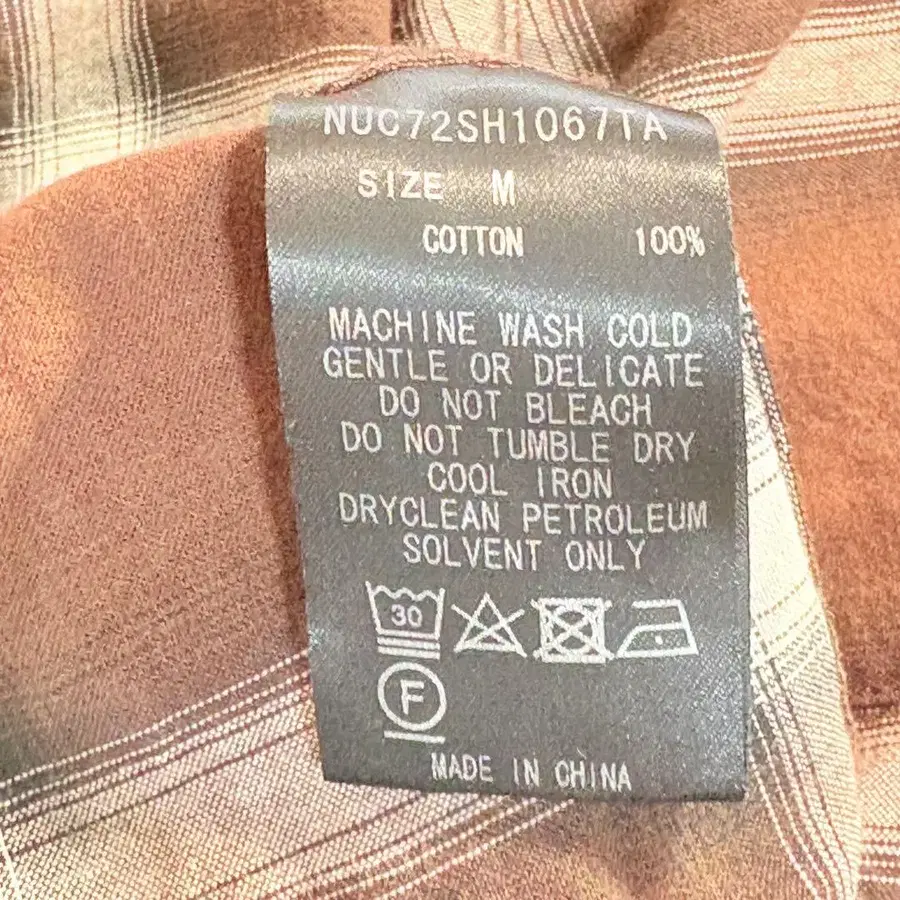 NUC72SH1067TA
SIZE M
COTTON 100%
MACHINE WASH COLD
GENTLE OR DELICATE
DO NOT BLEACH
DO NOT TUMBLE DRY
COOL IRON
DRYCLEAN PETROLEUM
SOLVENT ONLY
30
F
MADE IN CHINA